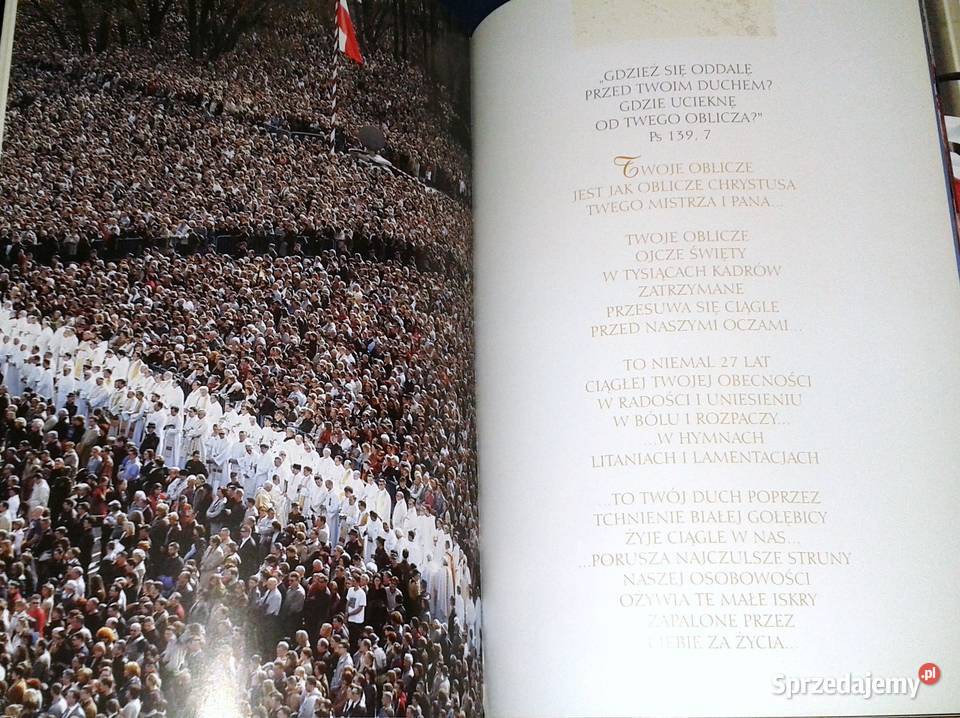 „GDZIEŻ SIĘ ODDALĘ
PRZED TWOIM DUCHEM?
GDZIE UCIEKNĘ
OD TWEGO OBLICZA?"
Ps 139, 7
TWOJE OBLICZE
JEST JAK OBLICZE CHRYSTUSA
TWEGO MISTRZA I PANA...
TWOJE OBLICZE
OJCZE ŚWIĘTY
W TYSIĄCACH KADRÓW
ZATRZYMANE
PRZESUWA SIĘ CIĄGLE
PRZED NASZYMI OCZAMI...
TO NIEMAL 27 LAT
CIĄGŁEJ TWOJEJ OBECNOŚCI
W RADOŚCI I UNIESIENIU
W BÓLU I ROZPACZY...
...W HYMNACH
LITANIACH I LAMENTACJACH
...TO TWÓJ DUCH POPRZEZ
TCHNIENIE BIAŁEJ GOŁĘBICY
ŻYJE CIĄGLE W NAS...
...PORUSZA NAJCZULSZE STRUNY
NASZEJ OSOBOWOŚCI
OŻYWIA TE MAŁE ISKRY
ZAPALONE PRZEZ
CIEBIE ZA ŻYCIA...
Sprzedajemy.pl